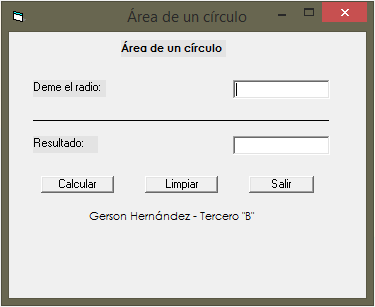 Área de un círculo
Área de un círculo
Deme el radio:
Resultado:
Calcular Limpiar Salir
Gerson Hernández - Tercero "B"